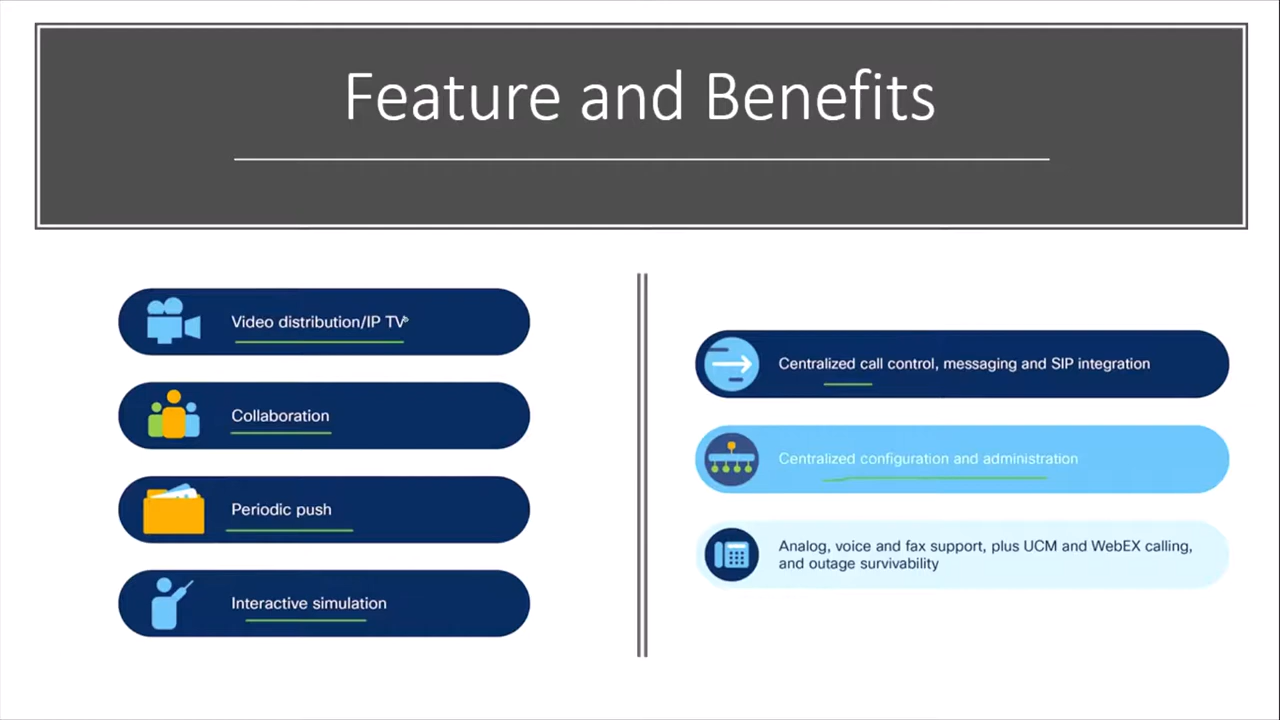 Feature and Benefits
Video distribution/IP TV
Collaboration
Periodic push
Interactive simulation
Centralized call control, messaging and SIP integration
Centralized configuration and administration
Analog, voice and fax support, plus UCM and WebEX calling,
and outage survivability